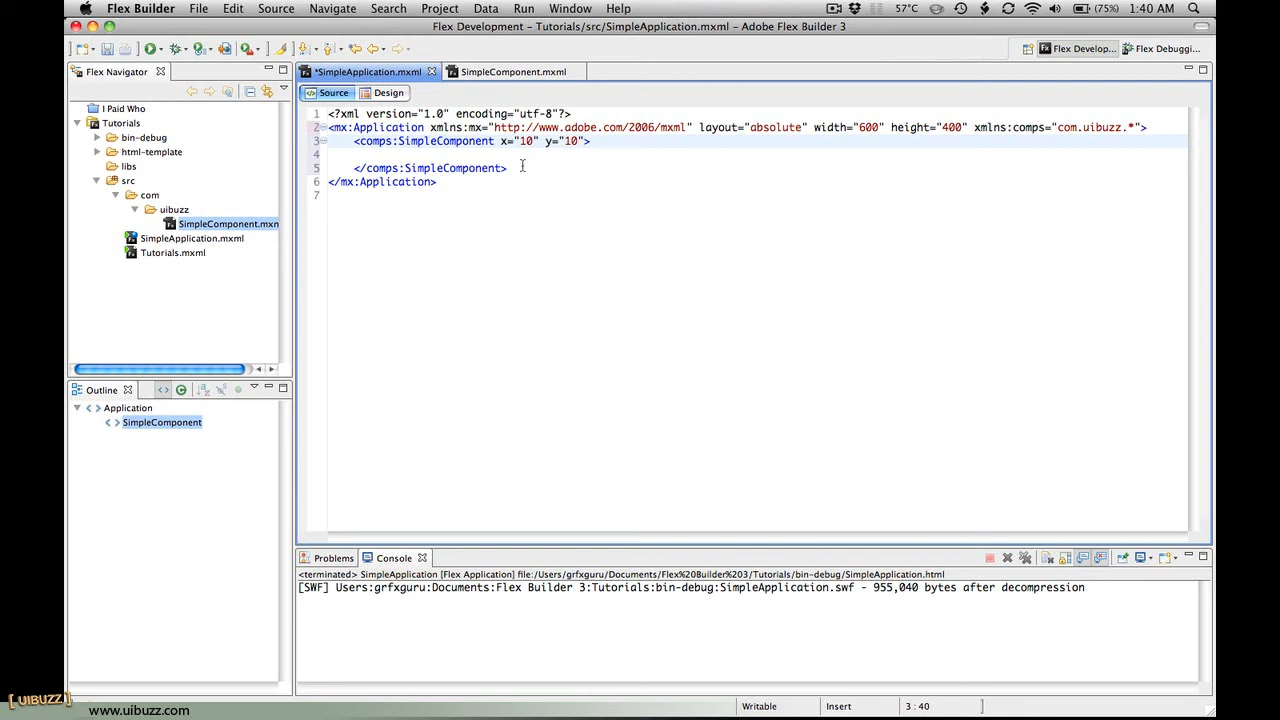 Flex Builder File Edit Source Navigate Search Project Data Run Window Help 57°C (75%) 1:40 AM
Flex Development - Tutorials/src/SimpleApplication.mxml - Adobe Flex Builder 3
Flex Develop... Flex Debuggi...
Flex Navigator
*SimpleApplication.mxml SimpleComponent.mxml
Source Design
I Paid Who
Tutorials
bin-debug
html-template
libs
src
com
uibuzz
SimpleComponent.mxm
SimpleApplication.mxml
Tutorials.mxml
1 <?xml version="1.0" encoding="utf-8"?>
2 <mx:Application xmlns:mx="http://www.adobe.com/2006/mxml" layout="absolute" width="600" height="400" xmlns:comps="com.uibuzz.*">
3 <comps:SimpleComponent x="10" y="10">
4
5 </comps:SimpleComponent>
6 </mx:Application>
7
Outline
Application
SimpleComponent
Problems Console
<terminated> SimpleApplication [Flex Application] file:/Users/grfxguru/Documents/Flex%20Builder%203/Tutorials/bin-debug/SimpleApplication.html
[SWF] Users:grfxguru:Documents:Flex Builder 3:Tutorials:bin-debug:SimpleApplication.swf - 955,040 bytes after decompression
Writable Insert 3 : 40
[ UIBUZZ ]
www.uibuzz.com